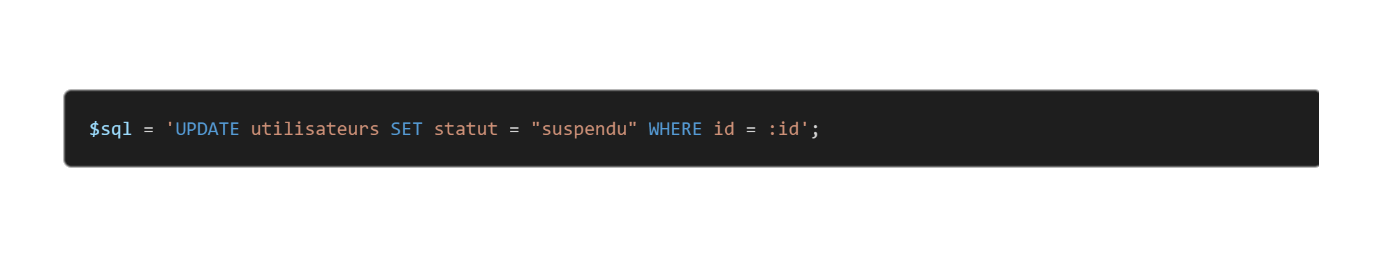 $sql = 'UPDATE utilisateurs SET statut = "suspendu" WHERE id = :id';